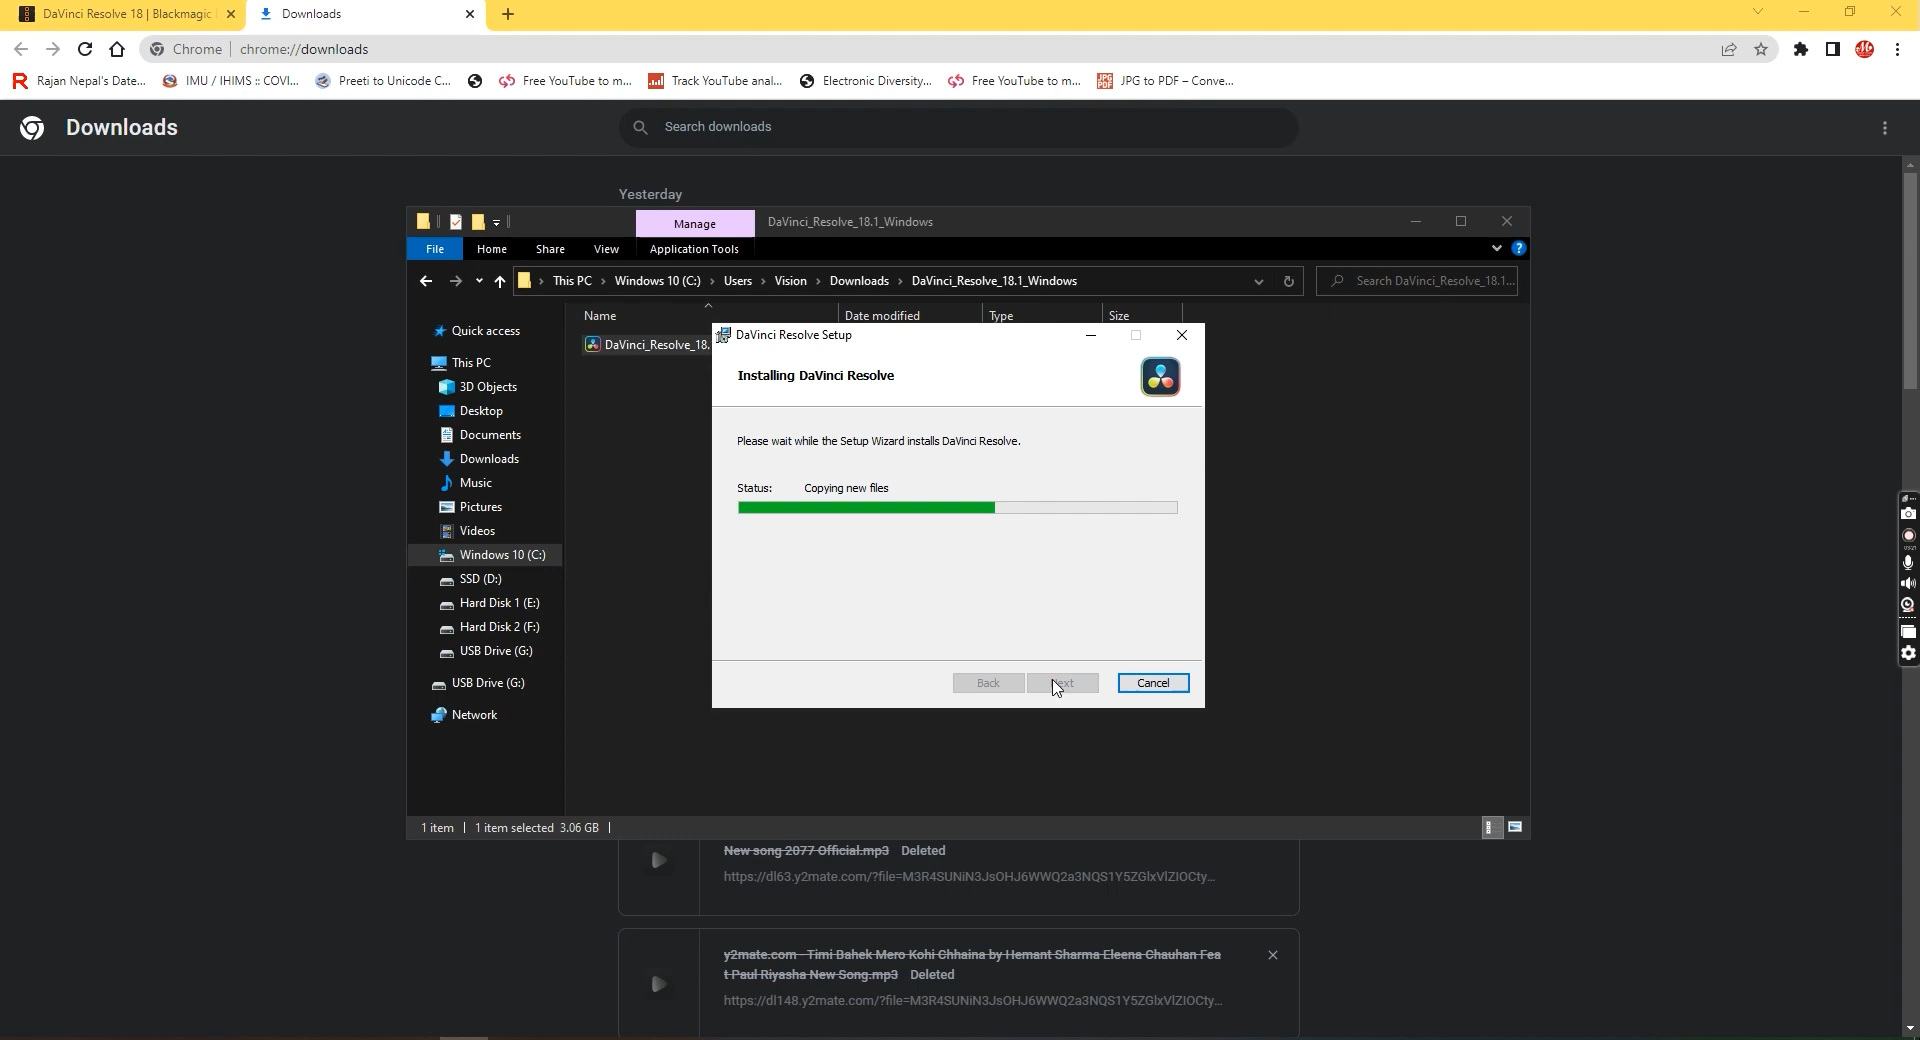 DaVinci Resolve 18 | Blackmagic
Downloads
Chrome
chrome://downloads
Rajan Nepal's Date...
IMU / IHIMS :: COVI...
Preeti to Unicode C...
Free YouTube to m...
Track YouTube anal...
Electronic Diversity...
Free YouTube to m...
JPG to PDF – Conve...
Downloads
Search downloads
Yesterday
Manage
DaVinci_Resolve_18.1_Windows
File
Home
Share
View
Application Tools
This PC
Windows 10 (C:)
Users
Vision
Downloads
DaVinci_Resolve_18.1_Windows
Search DaVinci_Resolve_18.1...
Name
Date modified
Type
Size
Quick access
This PC
3D Objects
Desktop
Documents
Downloads
Music
Pictures
Videos
Windows 10 (C:)
SSD (D:)
Hard Disk 1 (E:)
Hard Disk 2 (F:)
USB Drive (G:)
USB Drive (G:)
Network
DaVinci_Resolve_18.
DaVinci Resolve Setup
Installing DaVinci Resolve
Please wait while the Setup Wizard installs DaVinci Resolve.
Status: Copying new files
Back
Cancel
1 item
1 item selected 3.06 GB
New song 2077 Official.mp3 Deleted
https://dl63.y2mate.com/?file=M3R4SUNiN3JsOHJ6WWQ2a3NQS1Y5ZGlxVlZIOCty...
y2mate.com - Timi Bahek Mero Kohi Chhaina by Hemant Sharma Eleena Chauhan Fea
t Paul Riyasha New Song.mp3 Deleted
https://dl148.y2mate.com/?file=M3R4SUNiN3JsOHJ6WWQ2a3NQS1Y5ZGlxVlZIOCty...